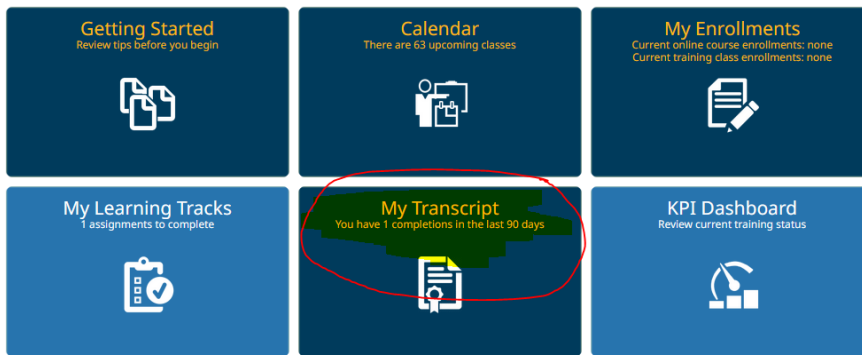 Getting Started
Review tips before you begin
Calendar
There are 63 upcoming classes
My Enrollments
Current online course enrollments: none
Current training class enrollments: none
My Learning Tracks
1 assignments to complete
My Transcript
You have 1 completions in the last 90 days
KPI Dashboard
Review current training status